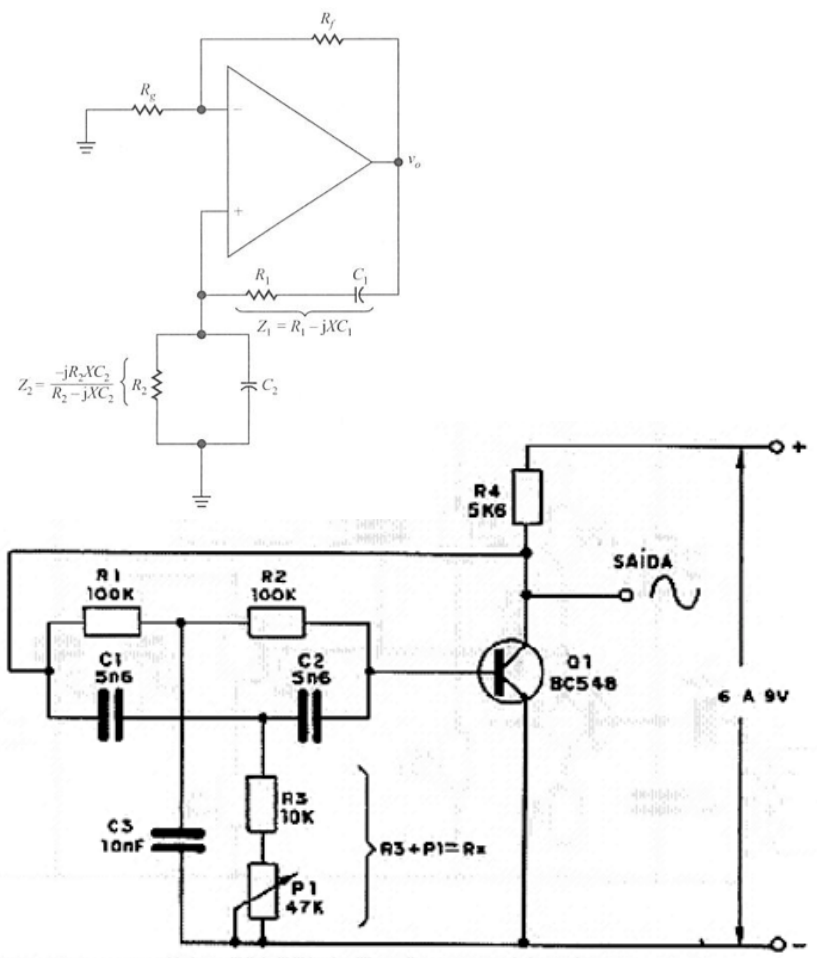 R_f
R_g
−
v_o
+
R_1 C_1
Z_1 = R_1 − jXC_1
Z_2 = −jR_2XC_2 / R_2 − jXC_2
R_2
C_2
+
R4
5K6
SAÍDA
R1
100K
R2
100K
C1
5n6
C2
5n6
Q1
BC548
6 A 9V
R3
10K
C3
10nF
R3+P1=Rx
P1
47K
−